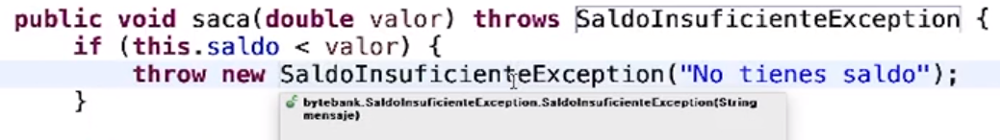 public void saca(double valor) throws SaldoInsuficienteException {
if (this.saldo < valor) {
throw new SaldoInsuficienteException("No tienes saldo");
}
bytebank.SaldoInsuficienteException.SaldoInsuficienteException(String
mensaje)